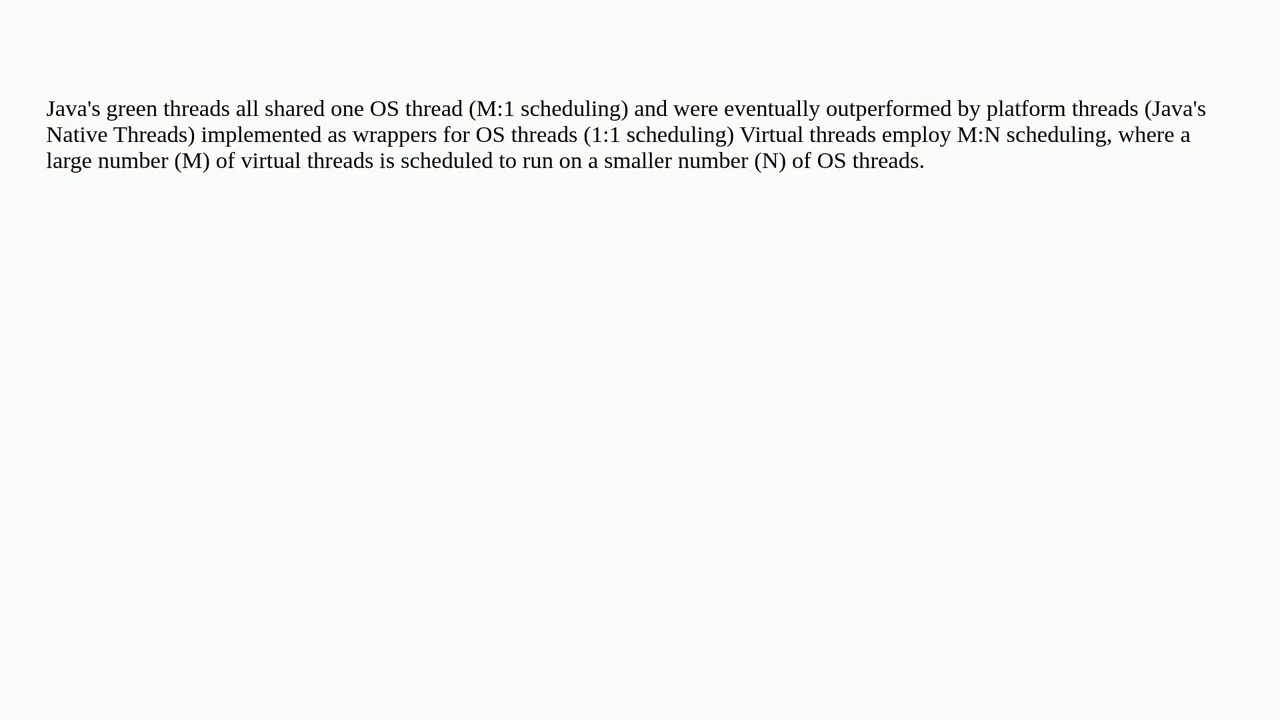 Java's green threads all shared one OS thread (M:1 scheduling) and were eventually outperformed by platform threads (Java's
Native Threads) implemented as wrappers for OS threads (1:1 scheduling) Virtual threads employ M:N scheduling, where a
large number (M) of virtual threads is scheduled to run on a smaller number (N) of OS threads.